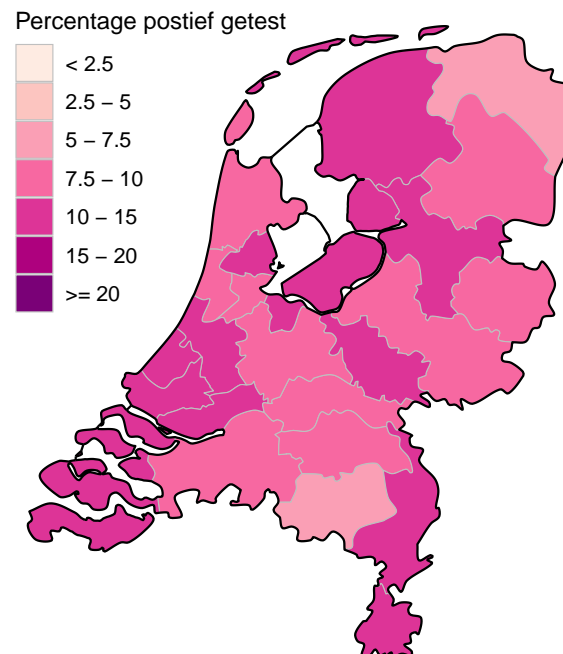 Percentage postief getest
< 2.5
2.5 – 5
5 – 7.5
7.5 – 10
10 – 15
15 – 20
>= 20